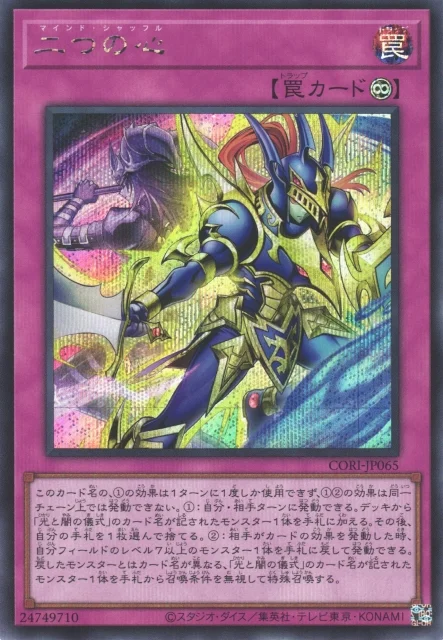 マインド・シャッフル
二つの心
トラップ
罠
トラップ
【罠カード】
CORI-JP065
このカード名の、①の効果は1ターンに1度しか使用できず、①②の効果は同一
チェーン上では発動できない。①：自分・相手ターンに発動できる。デッキから
「光と闇の儀式」のカード名が記されたモンスター1体を手札に加える。その後、
自分の手札を1枚選んで捨てる。②：相手がカードの効果を発動した時、
自分フィールドのレベル7以上のモンスター1体を手札に戻して発動できる。
戻したモンスターとはカード名が異なる、「光と闇の儀式」のカード名が記された
モンスター1体を手札から召喚条件を無視して特殊召喚する。
24749710
©スタジオ・ダイス／集英社・テレビ東京・KONAMI